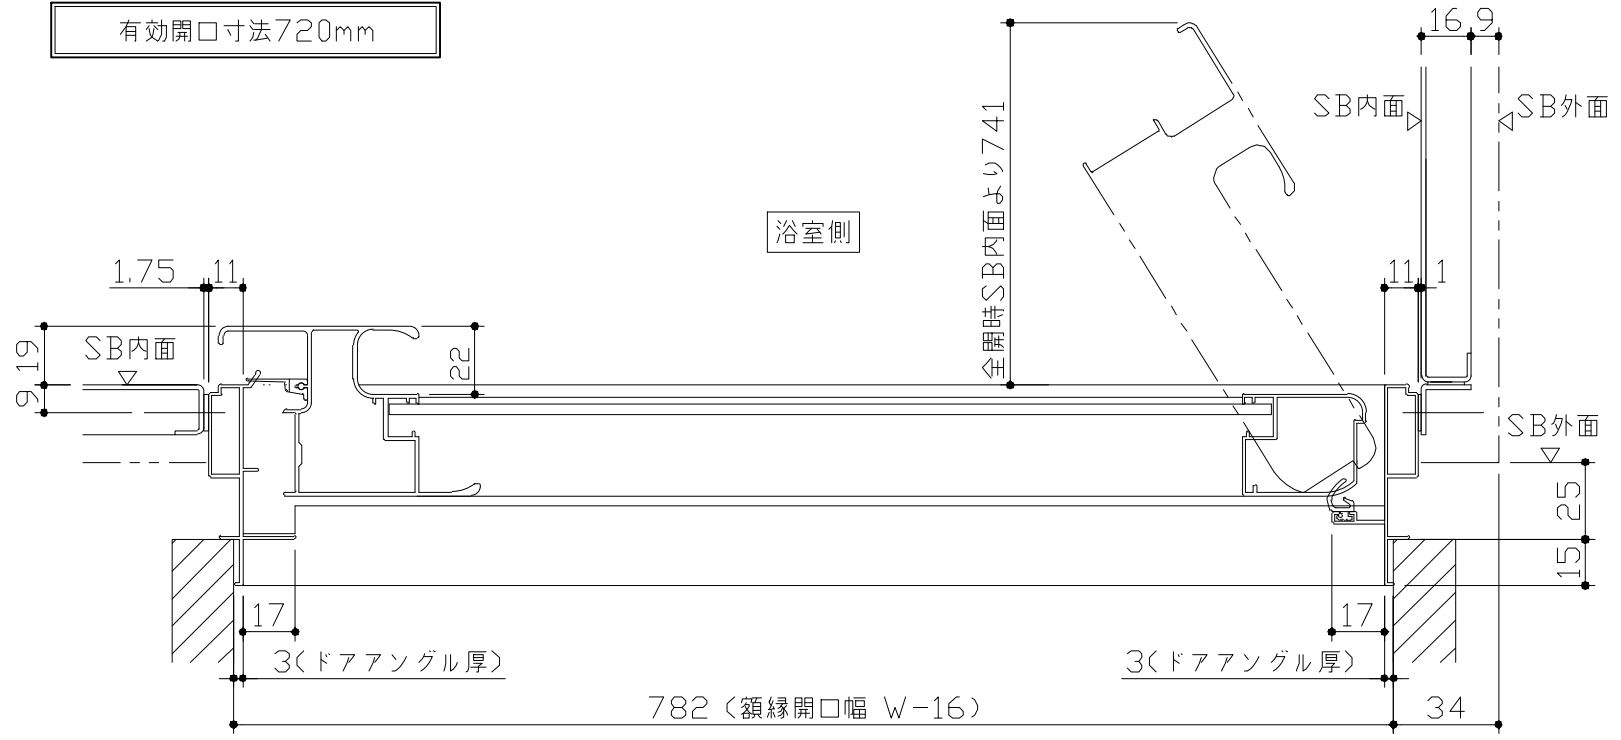 有効開口寸法720mm
16
9
SB内面
SB外面
全開時SB内面より741
浴室側
1.75
11
11
1
19
9
SB内面
22
SB外面
25
15
17
17
3(ドアアングル厚)
3(ドアアングル厚)
782(額縁開口幅 W-16)
34